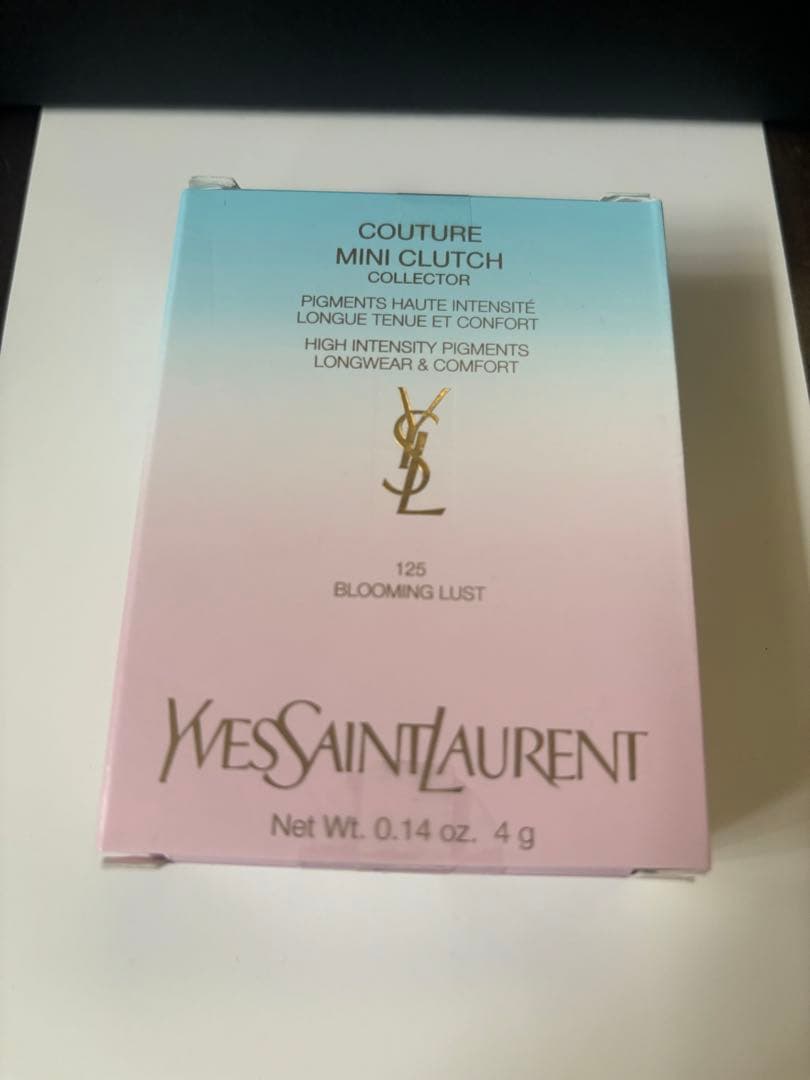 COUTURE
MINI CLUTCH
COLLECTOR
PIGMENTS HAUTE INTENSITÉ
LONGUE TENUE ET CONFORT
HIGH INTENSITY PIGMENTS
LONGWEAR & COMFORT
YSL
125
BLOOMING LUST
YVESSAINTLAURENT
Net Wt. 0.14 oz. 4 g